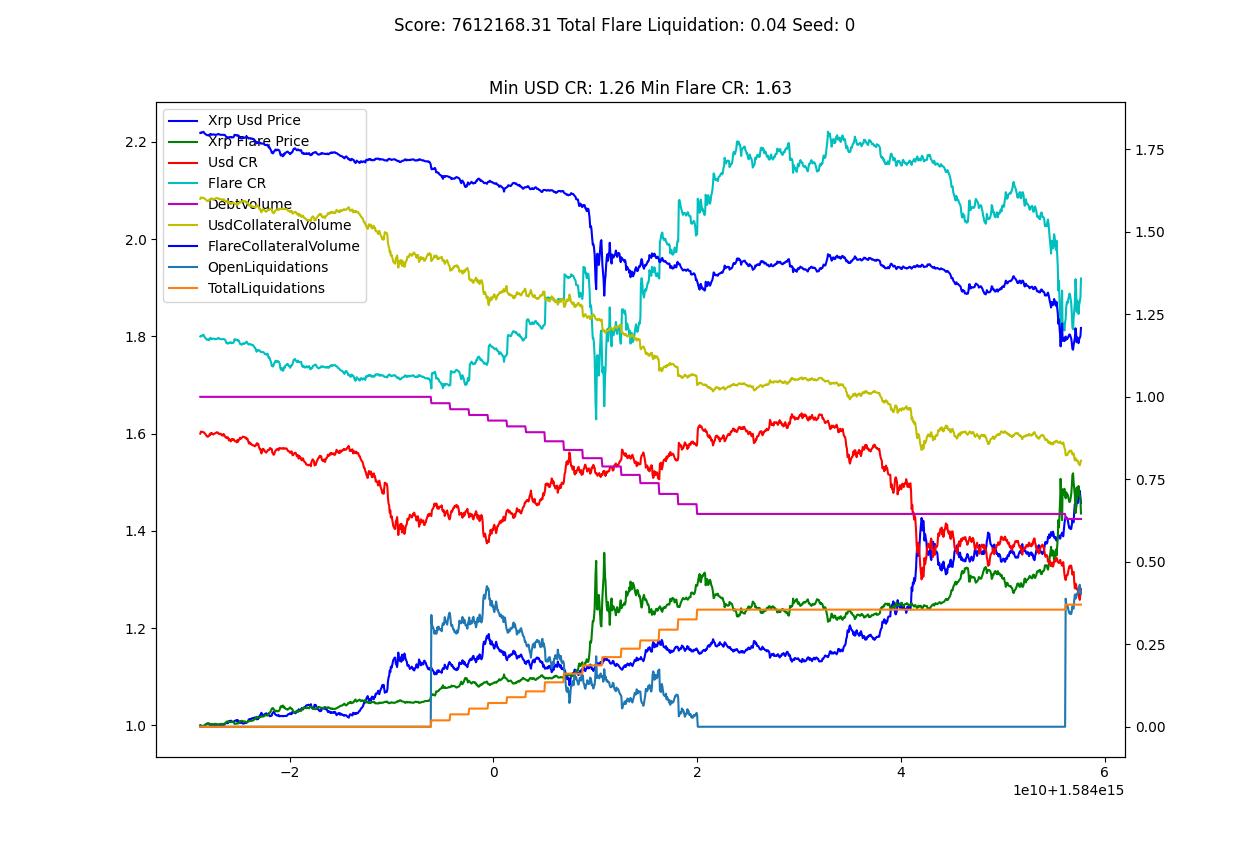 Score: 7612168.31 Total Flare Liquidation: 0.04 Seed: 0
Min USD CR: 1.26 Min Flare CR: 1.63
Xrp Usd Price
Xrp Flare Price
Usd CR
Flare CR
DebtVolume
UsdCollateralVolume
FlareCollateralVolume
OpenLiquidations
TotalLiquidations
2.2
2.0
1.8
1.6
1.4
1.2
1.0
1.75
1.50
1.25
1.00
0.75
0.50
0.25
0.00
−2 0 2 4 6
1e10+1.584e15